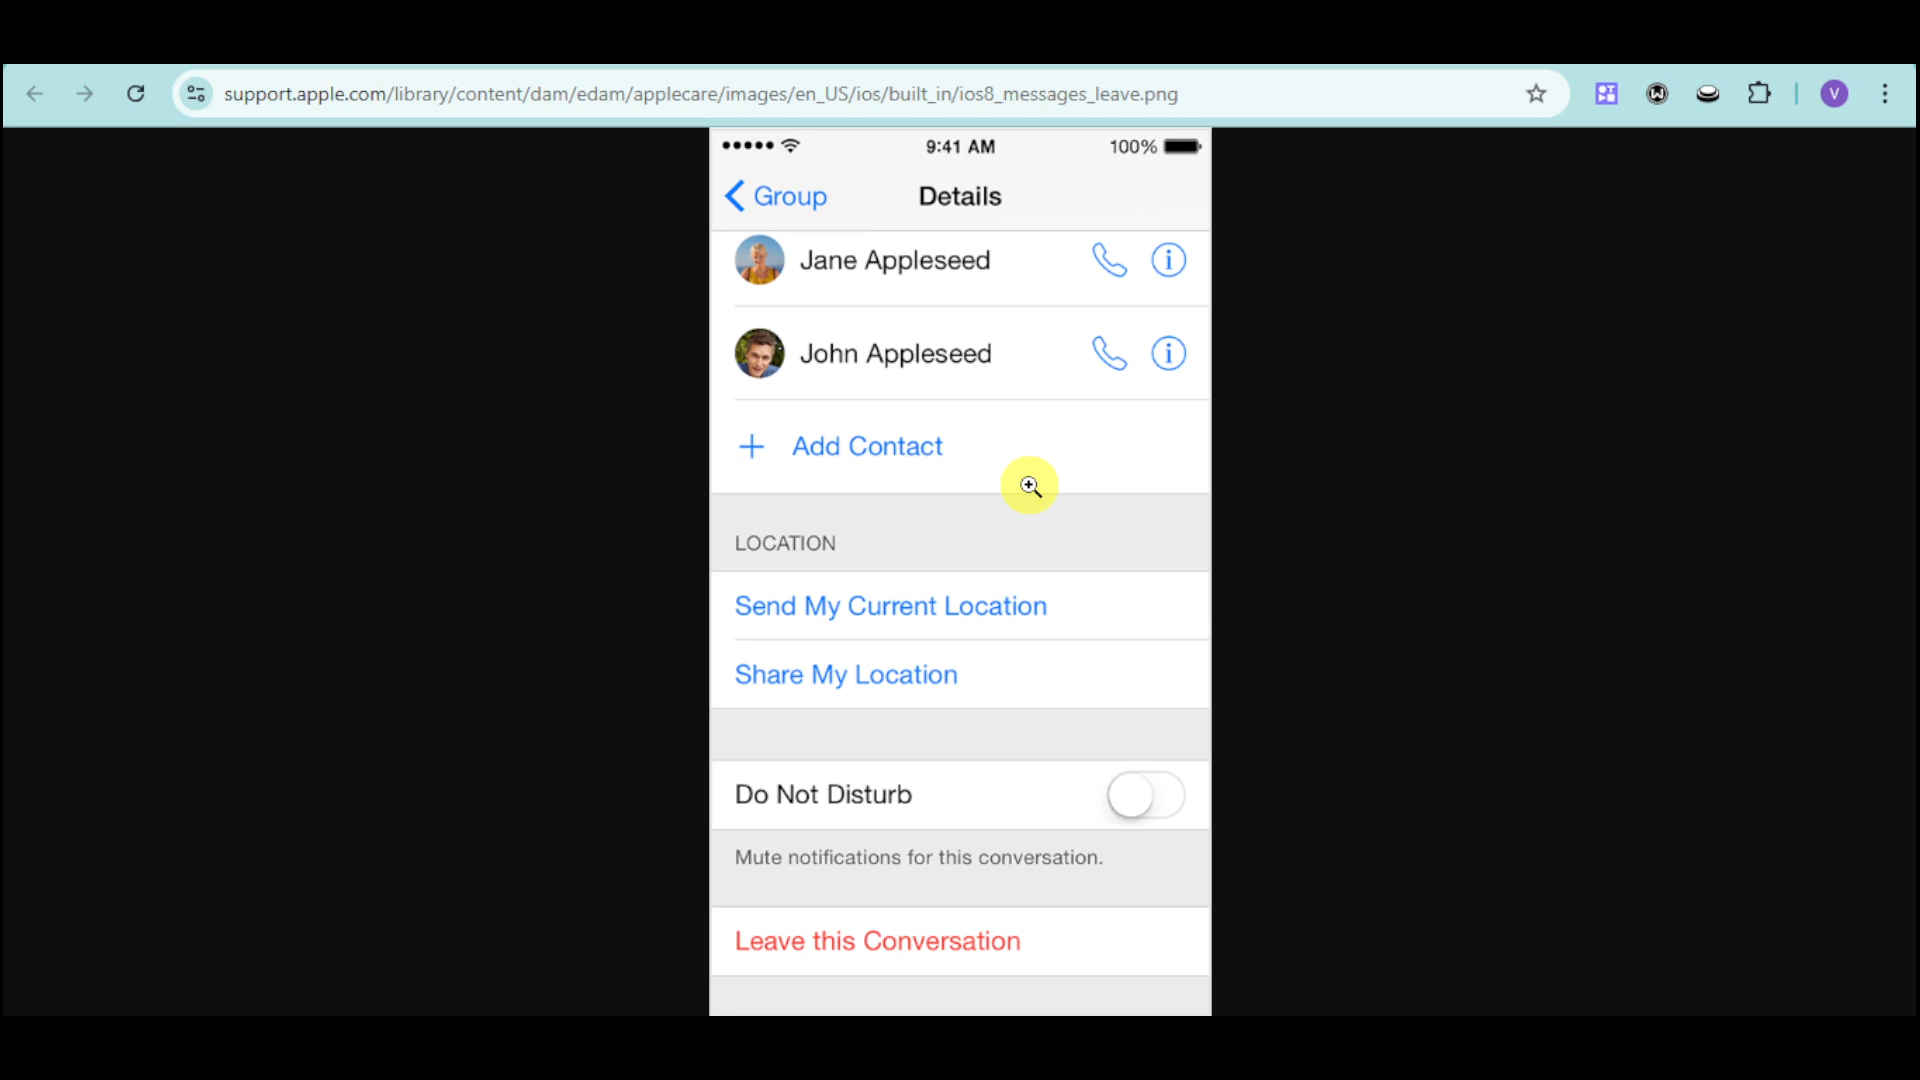 support.apple.com/library/content/dam/edam/applecare/images/en_US/ios/built_in/ios8_messages_leave.png
V
9:41 AM 100%
Group Details
Jane Appleseed
John Appleseed
+ Add Contact
LOCATION
Send My Current Location
Share My Location
Do Not Disturb
Mute notifications for this conversation.
Leave this Conversation